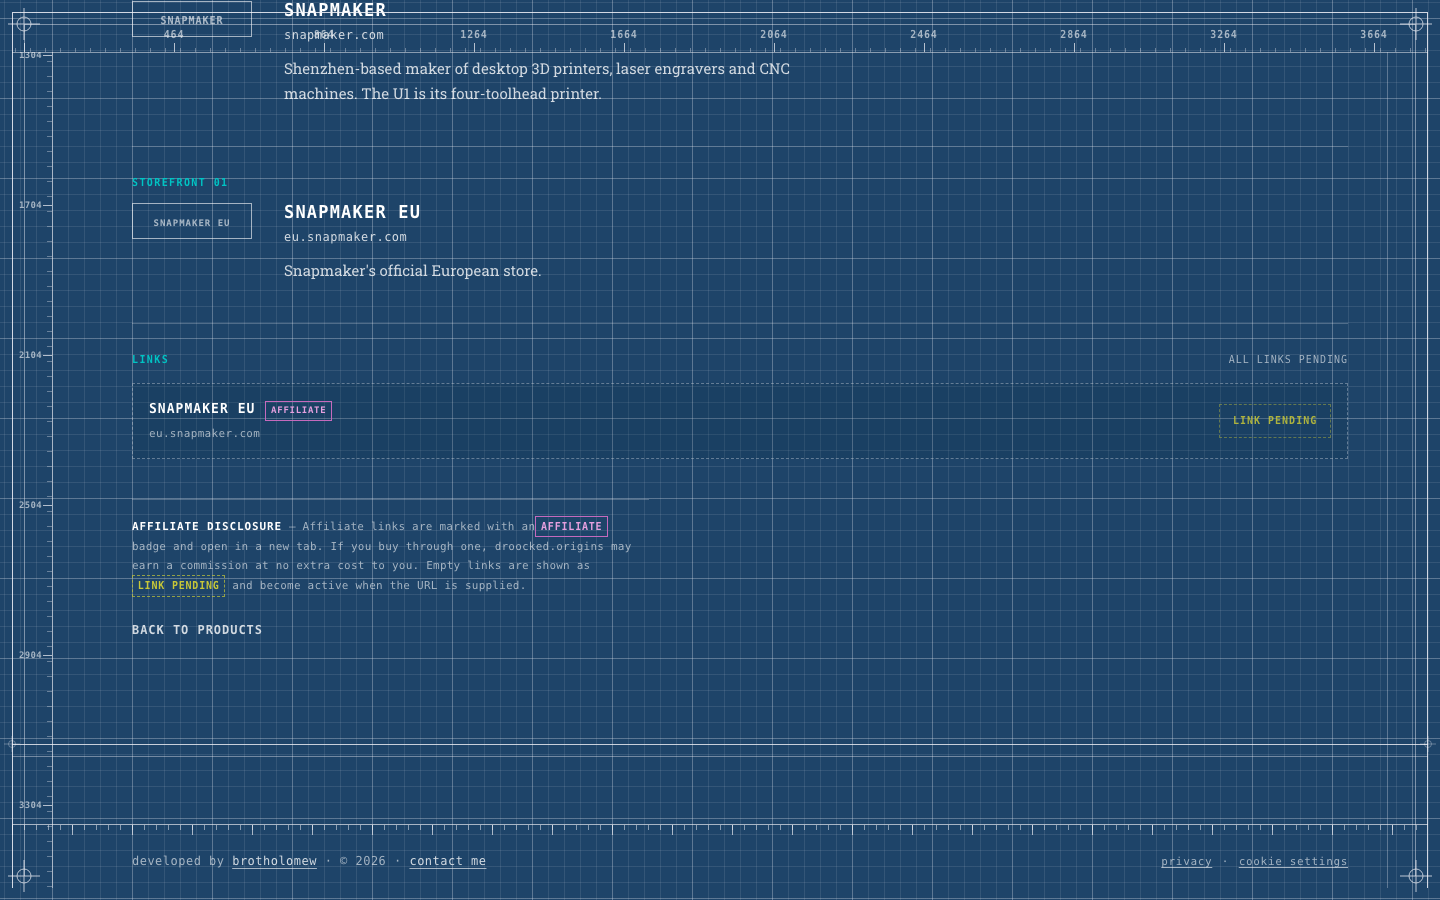 SNAPMAKER
SNAPMAKER
snapmaker.com
464 864 1264 1664 2064 2464 2864 3264 3664
1304
Shenzhen-based maker of desktop 3D printers, laser engravers and CNC
machines. The U1 is its four-toolhead printer.
STOREFRONT 01
1704
SNAPMAKER EU
SNAPMAKER EU
eu.snapmaker.com
Snapmaker's official European store.
2104
LINKS
ALL LINKS PENDING
SNAPMAKER EU AFFILIATE
eu.snapmaker.com
LINK PENDING
2504
AFFILIATE DISCLOSURE — Affiliate links are marked with an AFFILIATE
badge and open in a new tab. If you buy through one, droocked.origins may
earn a commission at no extra cost to you. Empty links are shown as
LINK PENDING and become active when the URL is supplied.
BACK TO PRODUCTS
2904
3304
developed by brotholomew · © 2026 · contact me
privacy · cookie settings